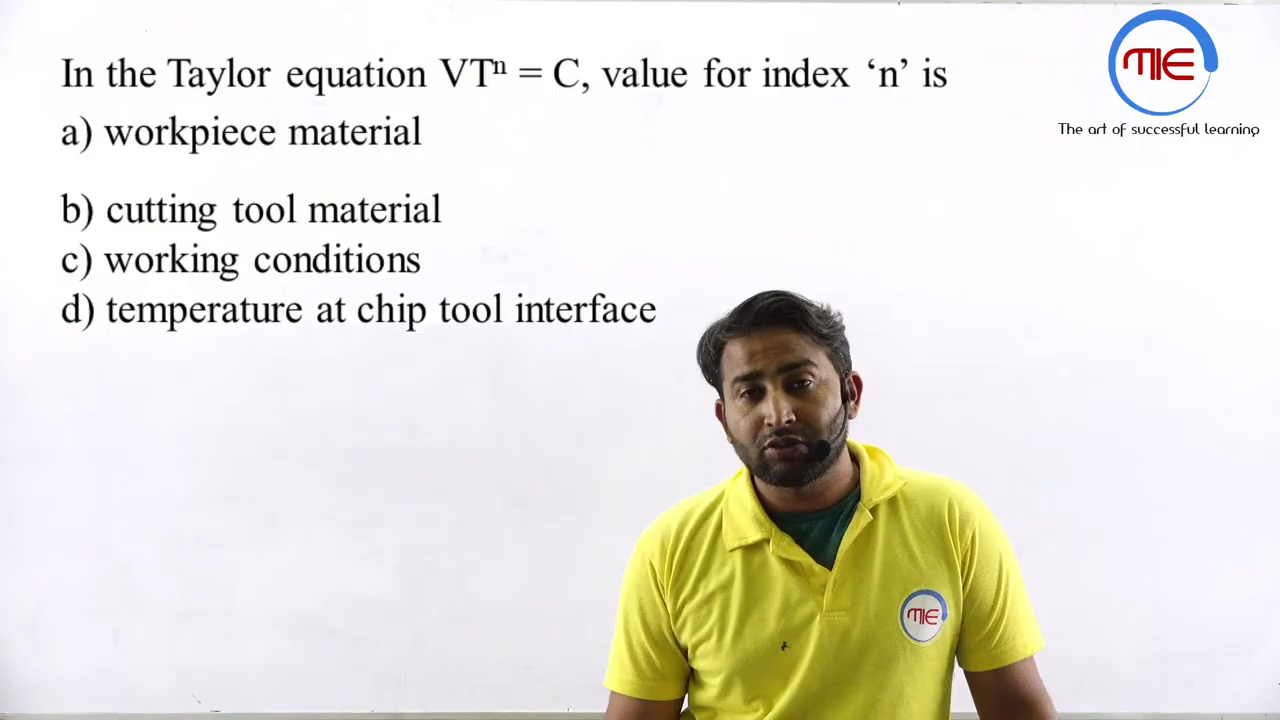 In the Taylor equation VTⁿ = C, value for index ‘n’ is
a) workpiece material
b) cutting tool material
c) working conditions
d) temperature at chip tool interface
MIE
The art of successful learning
MIE